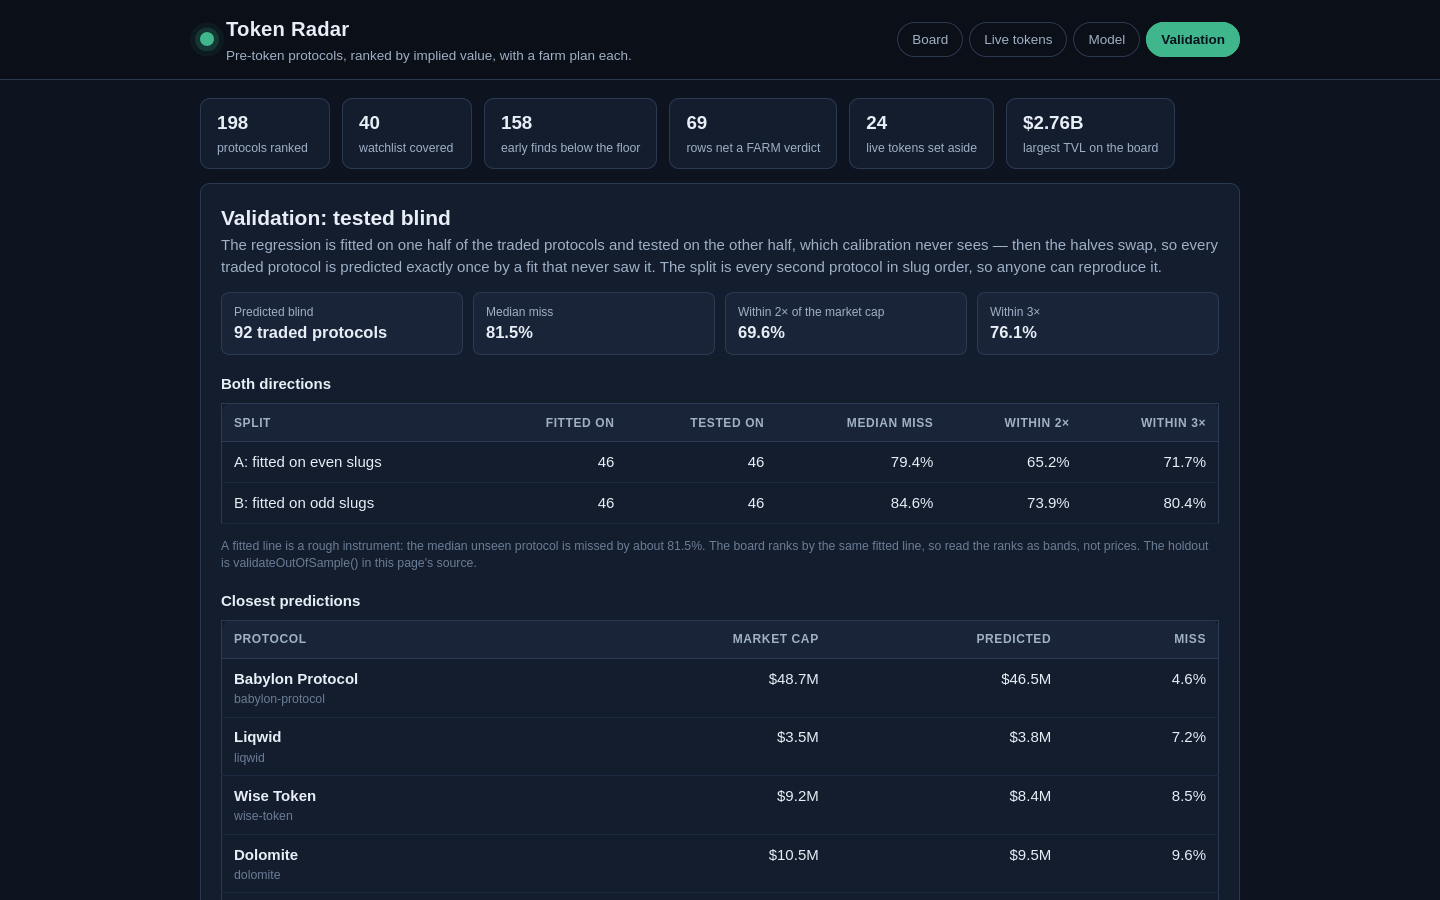 Token Radar
Pre-token protocols, ranked by implied value, with a farm plan each.
Board
Live tokens
Model
Validation
198
protocols ranked
40
watchlist covered
158
early finds below the floor
69
rows net a FARM verdict
24
live tokens set aside
$2.76B
largest TVL on the board
Validation: tested blind
The regression is fitted on one half of the traded protocols and tested on the other half, which calibration never sees — then the halves swap, so every
traded protocol is predicted exactly once by a fit that never saw it. The split is every second protocol in slug order, so anyone can reproduce it.
Predicted blind
92 traded protocols
Median miss
81.5%
Within 2× of the market cap
69.6%
Within 3×
76.1%
Both directions
SPLIT FITTED ON TESTED ON MEDIAN MISS WITHIN 2× WITHIN 3×
A: fitted on even slugs 46 46 79.4% 65.2% 71.7%
B: fitted on odd slugs 46 46 84.6% 73.9% 80.4%
A fitted line is a rough instrument: the median unseen protocol is missed by about 81.5%. The board ranks by the same fitted line, so read the ranks as bands, not prices. The holdout
is validateOutOfSample() in this page's source.
Closest predictions
PROTOCOL MARKET CAP PREDICTED MISS
Babylon Protocol $48.7M $46.5M 4.6%
babylon-protocol
Liqwid $3.5M $3.8M 7.2%
liqwid
Wise Token $9.2M $8.4M 8.5%
wise-token
Dolomite $10.5M $9.5M 9.6%
dolomite